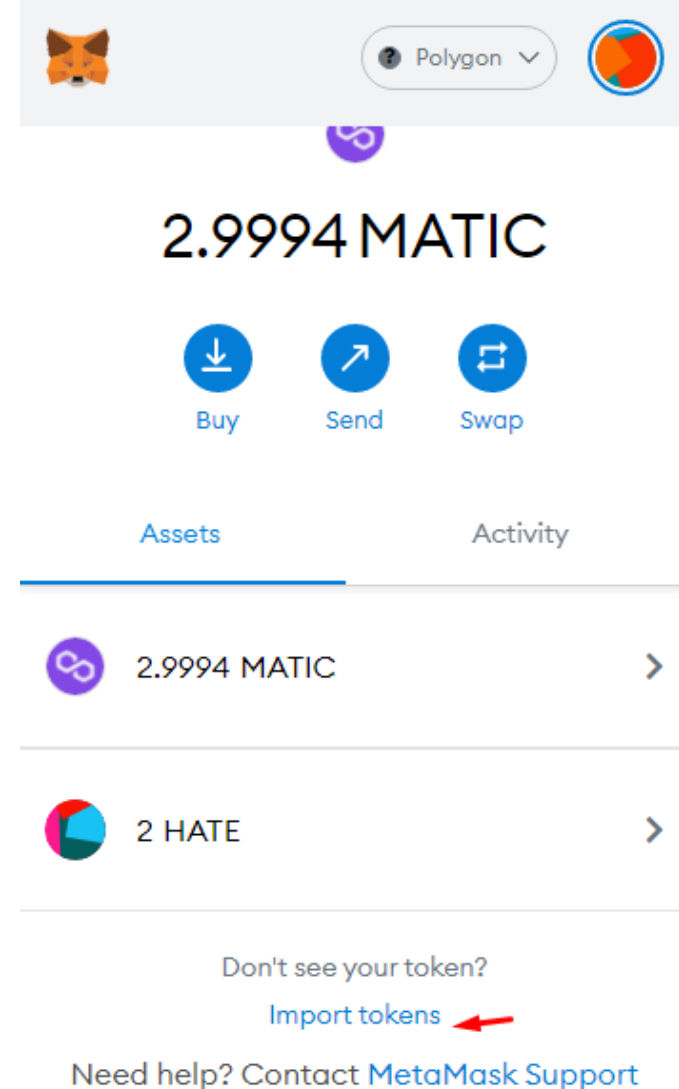 Polygon
2.9994 MATIC
Buy Send Swap
Assets Activity
2.9994 MATIC
2 HATE
Don't see your token?
Import tokens
Need help? Contact MetaMask Support